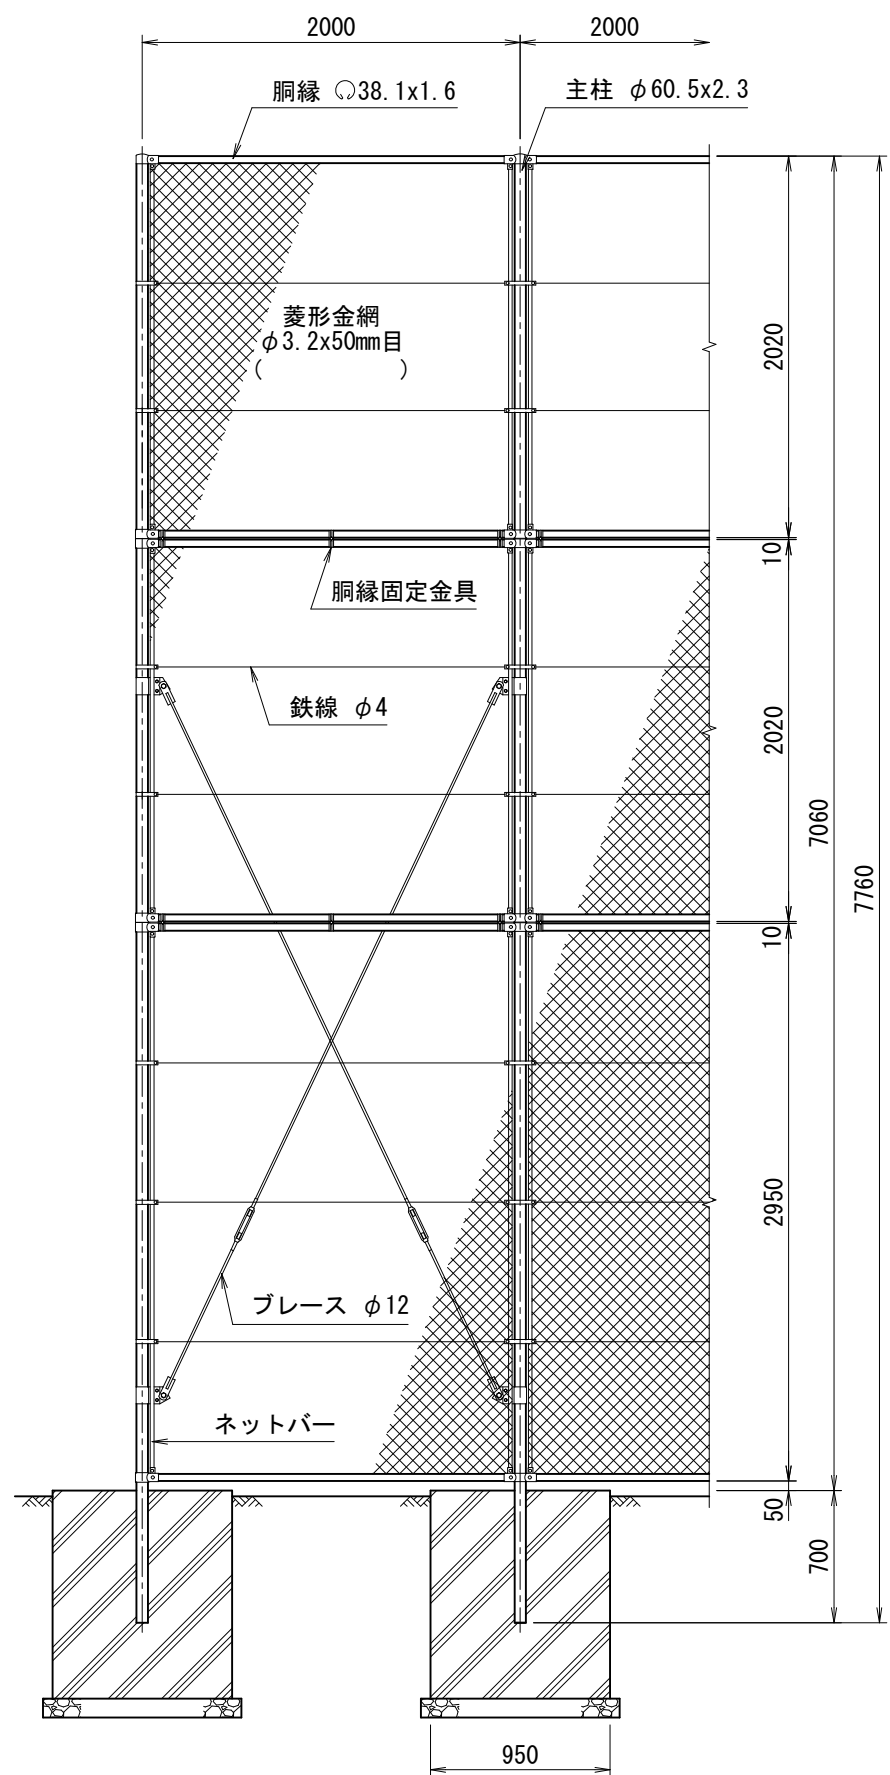 2000
2000
胴縁 38.1x1.6
主柱 φ60.5x2.3
菱形金網
φ3.2x50mm目
( )
2020
10
胴縁固定金具
鉄線 φ4
2020
7060
7760
10
2950
ブレース φ12
ネットバー
50
700
950